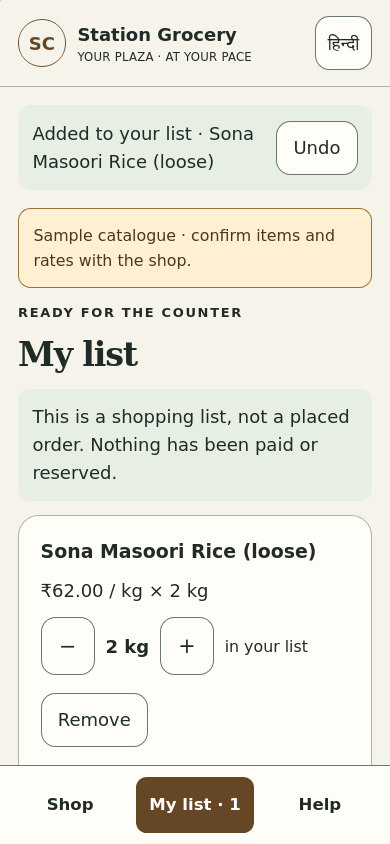 SC
Station Grocery
YOUR PLAZA · AT YOUR PACE
हिन्दी
Added to your list · Sona
Masoori Rice (loose)
Undo
Sample catalogue · confirm items and
rates with the shop.
READY FOR THE COUNTER
My list
This is a shopping list, not a placed
order. Nothing has been paid or
reserved.
Sona Masoori Rice (loose)
₹62.00 / kg × 2 kg
− 2 kg + in your list
Remove
Shop My list · 1 Help